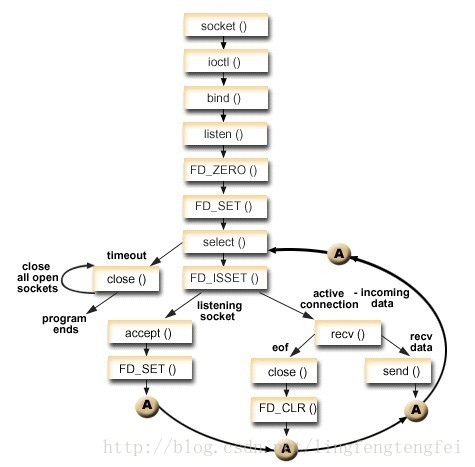 socket ()
ioctl ()
bind ()
listen ()
FD_ZERO ()
FD_SET ()
select ()
A
timeout
close
all open
sockets
close ()
FD_ISSET ()
program
ends
listening
socket
active
connection
- incoming
data
accept ()
recv ()
eof
recv
data
FD_SET ()
close ()
send ()
A
FD_CLR ()
A
A
http://blog.csdn.net/lingfengtengfei